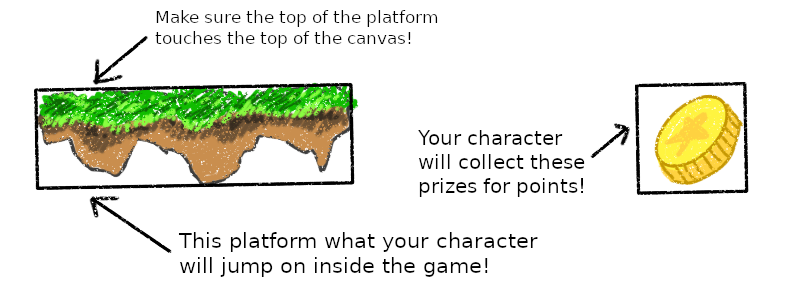 Make sure the top of the platform
touches the top of the canvas!
Your character
will collect these
prizes for points!
This platform what your character
will jump on inside the game!